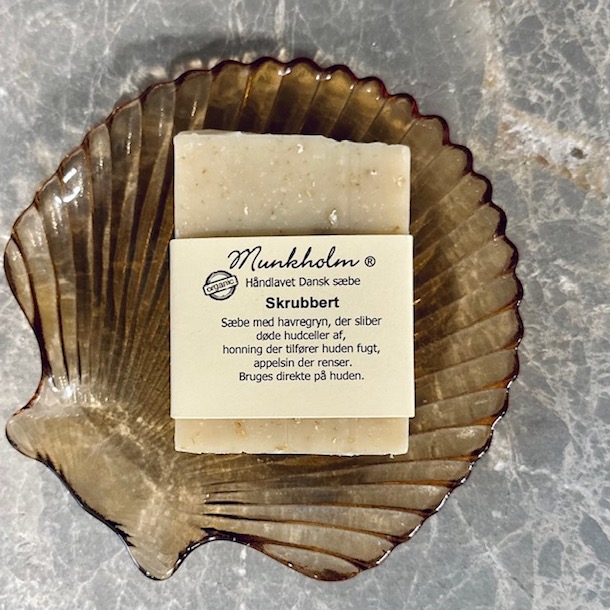 Munkholm ®
organic
Håndlavet Dansk sæbe
Skrubbert
Sæbe med havregryn, der sliber
døde hudceller af,
honning der tilfører huden fugt,
appelsin der renser.
Bruges direkte på huden.